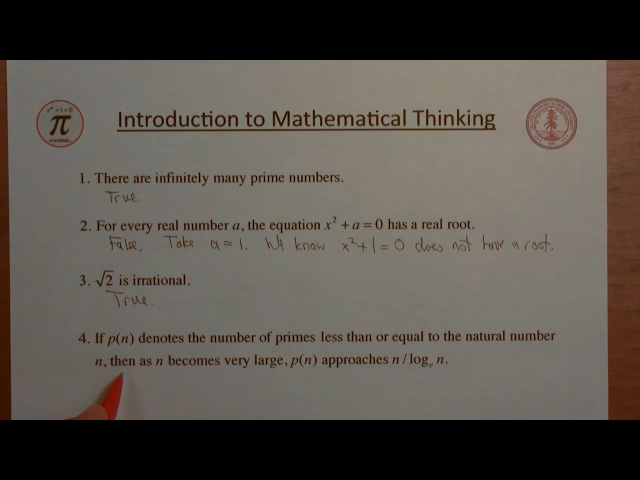 e^iπ + 1 = 0
π
Introduction to Mathematical Thinking
1. There are infinitely many prime numbers.
True.
2. For every real number a, the equation x² + a = 0 has a real root.
False. Take a = 1. We know x² + 1 = 0 does not have a root.
3. √2 is irrational.
True.
4. If p(n) denotes the number of primes less than or equal to the natural number
n, then as n becomes very large, p(n) approaches n / logₑ n.